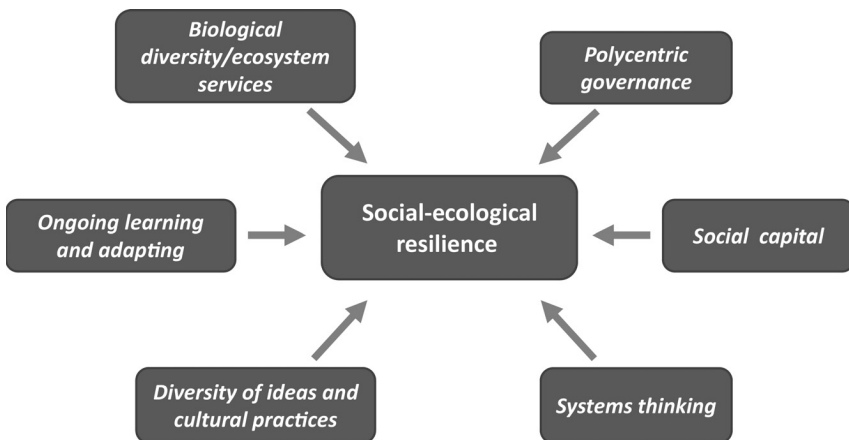 Biological
diversity/ecosystem
services
Polycentric
governance
Social-ecological
resilience
Ongoing learning
and adapting
Social capital
Diversity of ideas and
cultural practices
Systems thinking